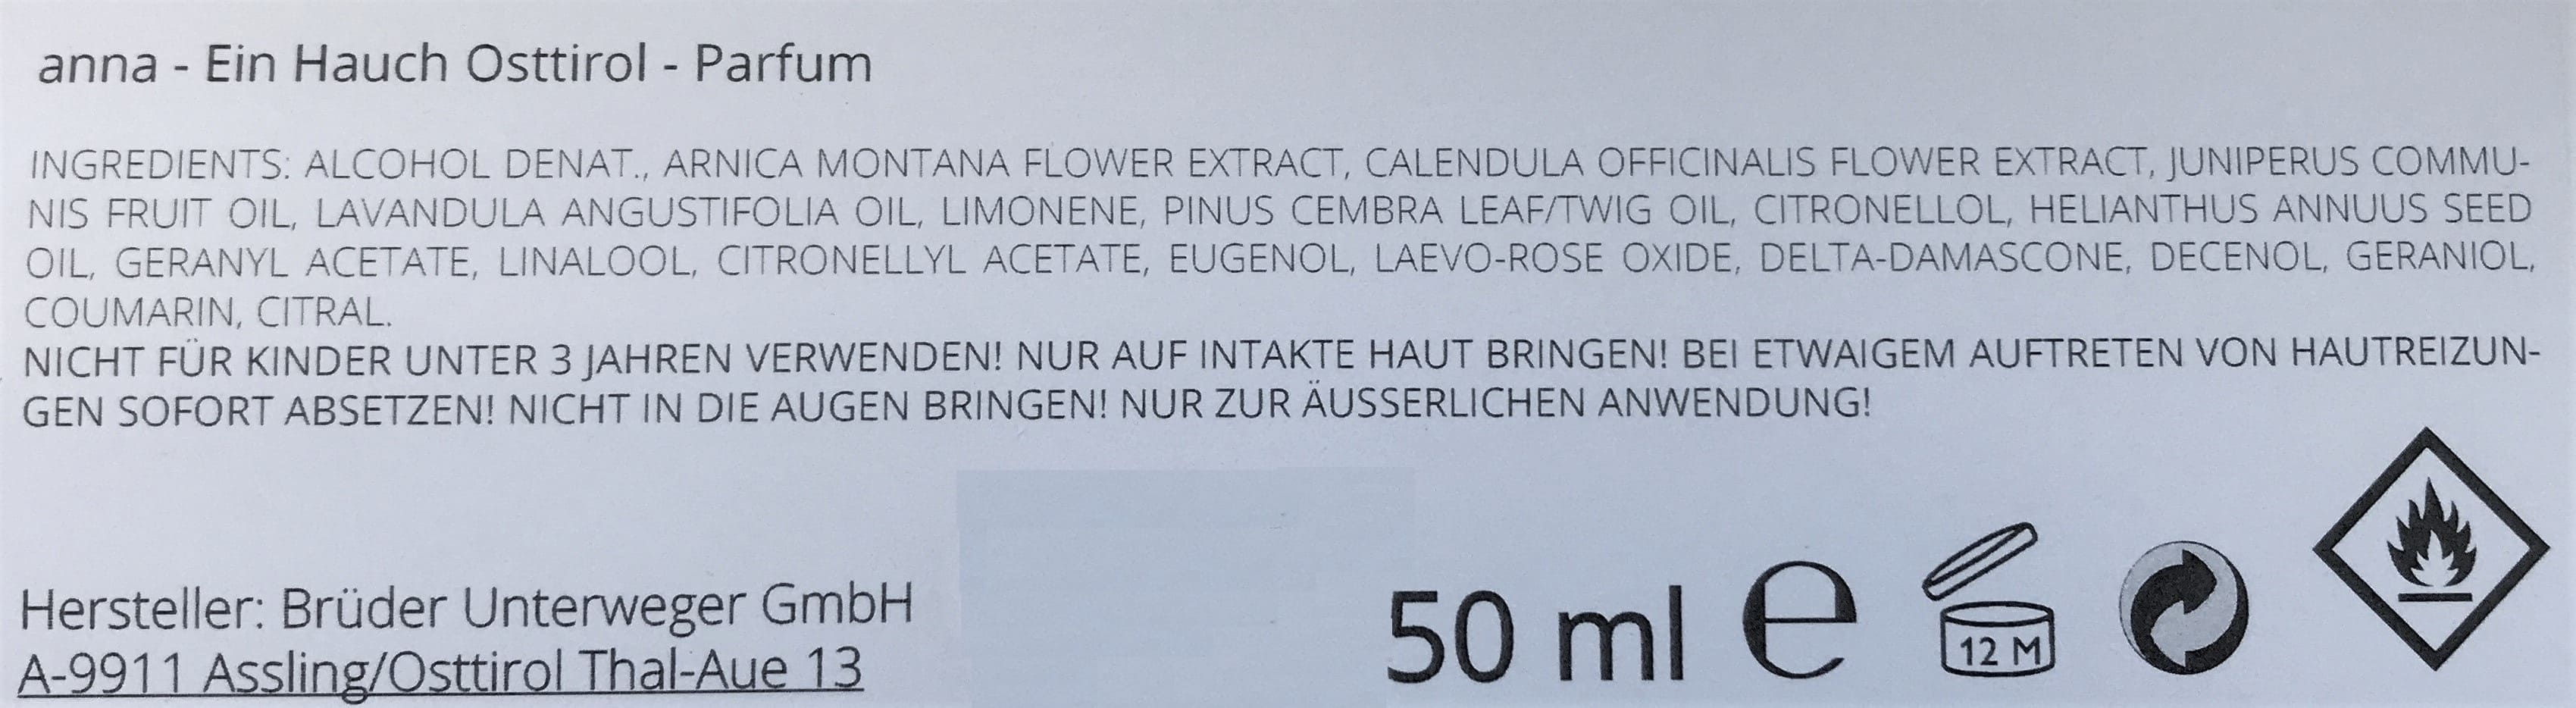 anna - Ein Hauch Osttirol - Parfum
INGREDIENTS: ALCOHOL DENAT., ARNICA MONTANA FLOWER EXTRACT, CALENDULA OFFICINALIS FLOWER EXTRACT, JUNIPERUS COMMU-
NIS FRUIT OIL, LAVANDULA ANGUSTIFOLIA OIL, LIMONENE, PINUS CEMBRA LEAF/TWIG OIL, CITRONELLOL, HELIANTHUS ANNUUS SEED
OIL, GERANYL ACETATE, LINALOOL, CITRONELLYL ACETATE, EUGENOL, LAEVO-ROSE OXIDE, DELTA-DAMASCONE, DECENOL, GERANIOL,
COUMARIN, CITRAL.
NICHT FÜR KINDER UNTER 3 JAHREN VERWENDEN! NUR AUF INTAKTE HAUT BRINGEN! BEI ETWAIGEM AUFTRETEN VON HAUTREIZUN-
GEN SOFORT ABSETZEN! NICHT IN DIE AUGEN BRINGEN! NUR ZUR ÄUSSERLICHEN ANWENDUNG!
Hersteller: Brüder Unterweger GmbH
A-9911 Assling/Osttirol Thal-Aue 13
50 ml e
12 M